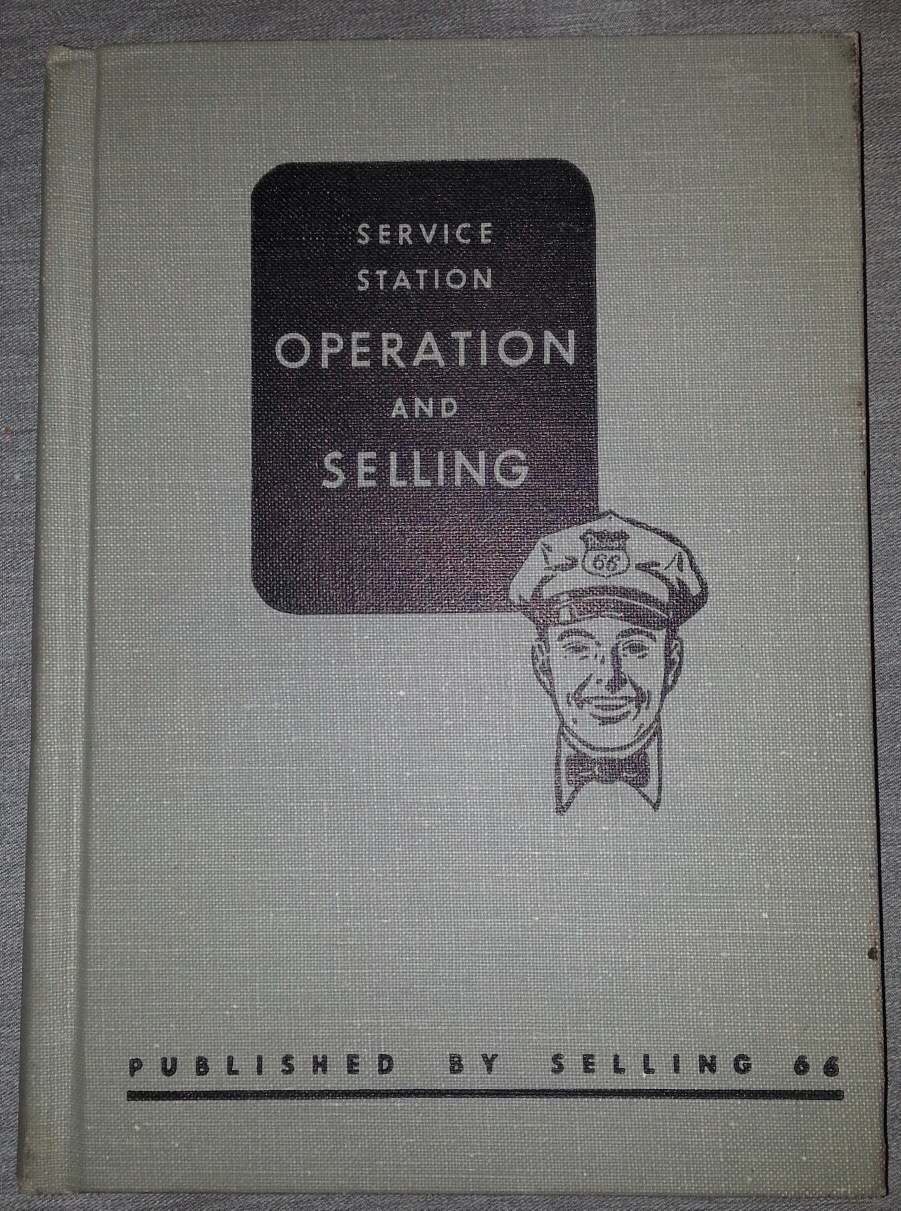 SERVICE
STATION
OPERATION
AND
SELLING
66
PUBLISHED BY SELLING 66